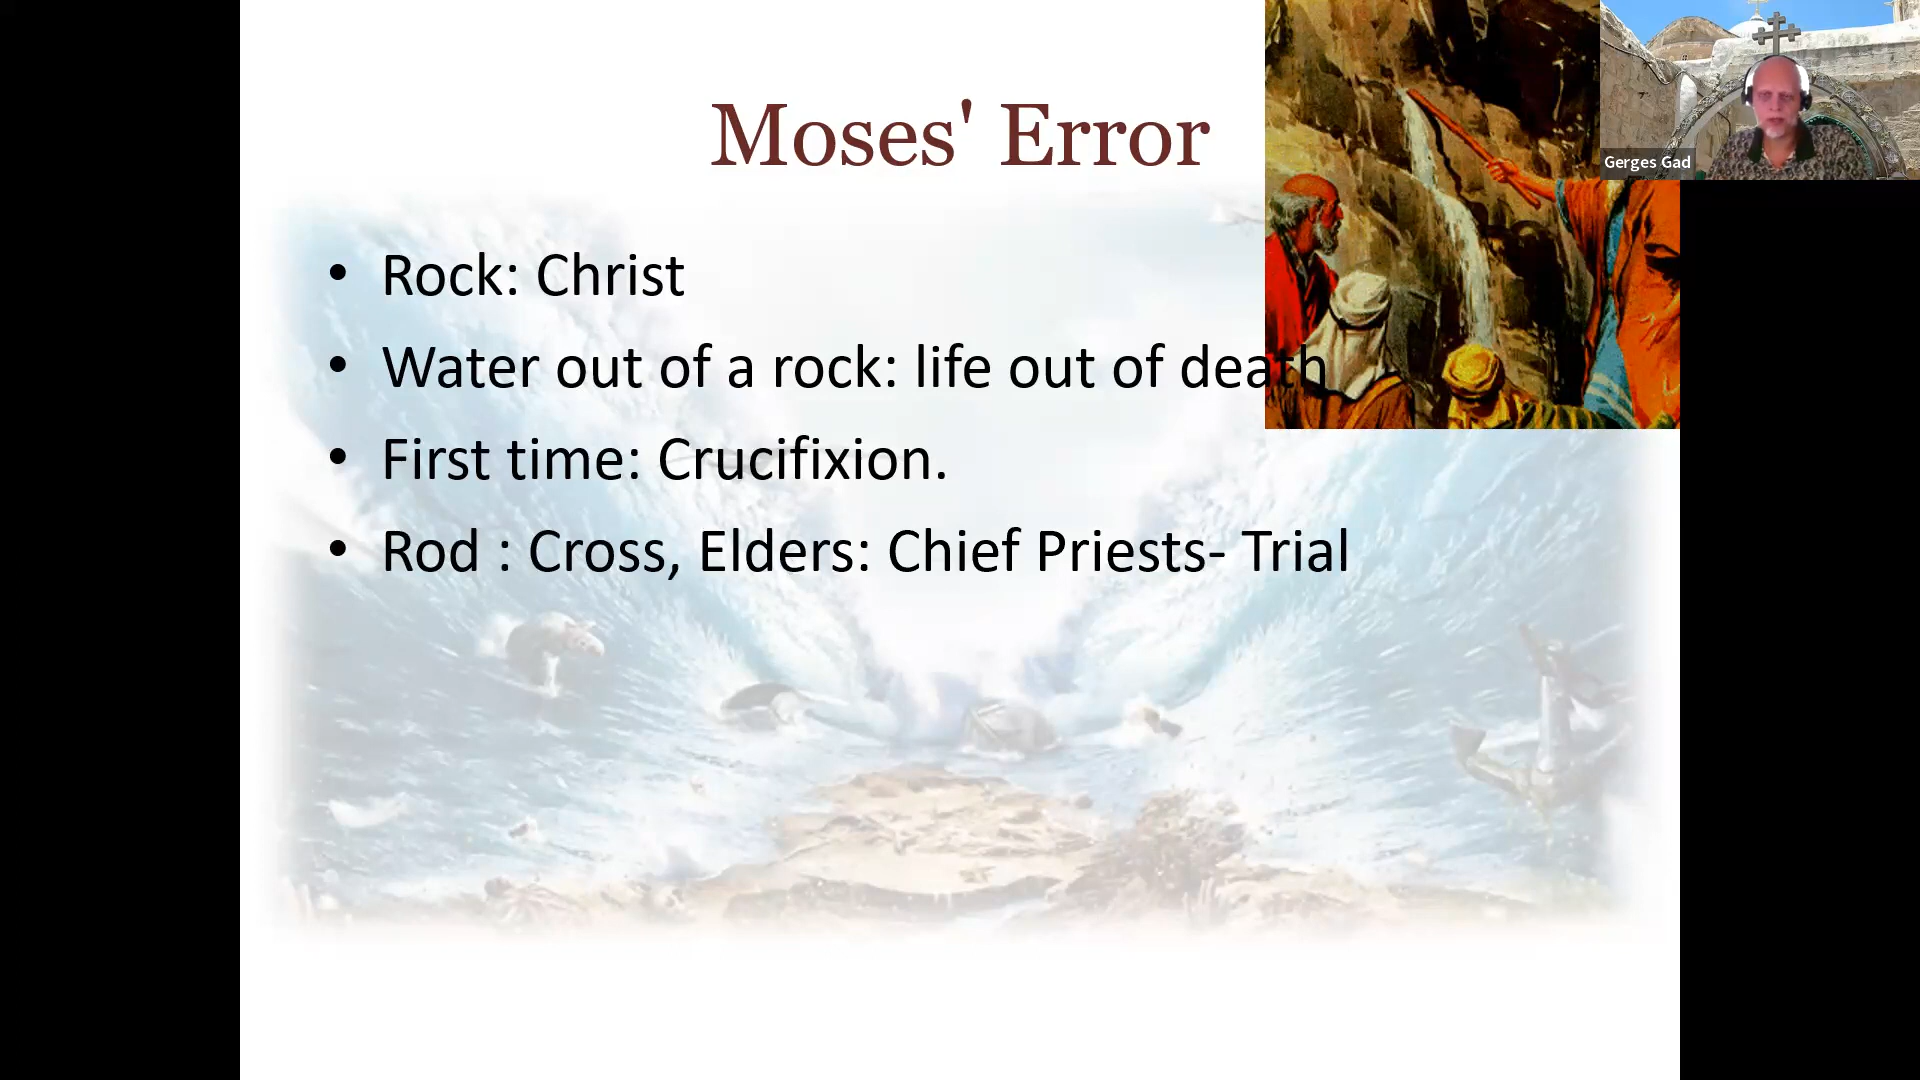 Moses' Error
• Rock: Christ
• Water out of a rock: life out of death
• First time: Crucifixion.
• Rod : Cross, Elders: Chief Priests- Trial
Gerges Gad